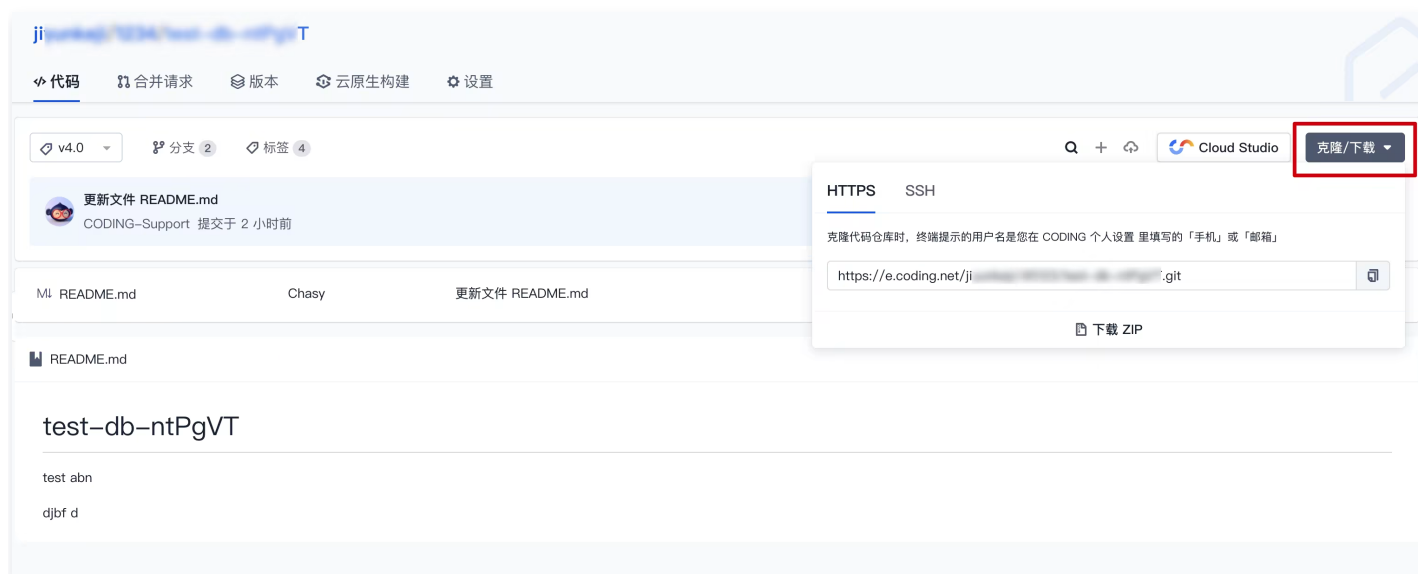 ji T
代码 合并请求 版本 云原生构建 设置
v4.0 分支 2 标签 4 Cloud Studio 克隆/下载
HTTPS SSH
更新文件 README.md
CODING-Support 提交于 2 小时前
克隆代码仓库时，终端提示的用户名是您在 CODING 个人设置 里填写的「手机」或「邮箱」
https://e.coding.net/ji .git
M↓ README.md Chasy 更新文件 README.md
下载 ZIP
README.md
test-db-ntPgVT
test abn
djbf d